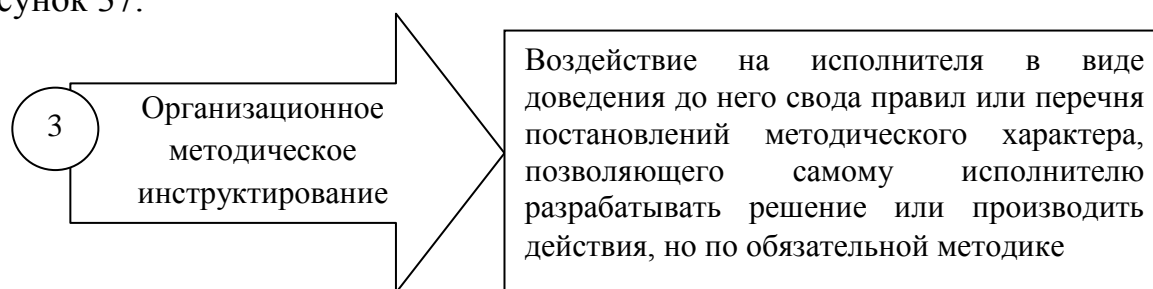 сунок 37.
3
Организационное
методическое
инструктирование
Воздействие на исполнителя в виде
доведения до него свода правил или перечня
постановлений методического характера,
позволяющего самому исполнителю
разрабатывать решение или производить
действия, но по обязательной методике